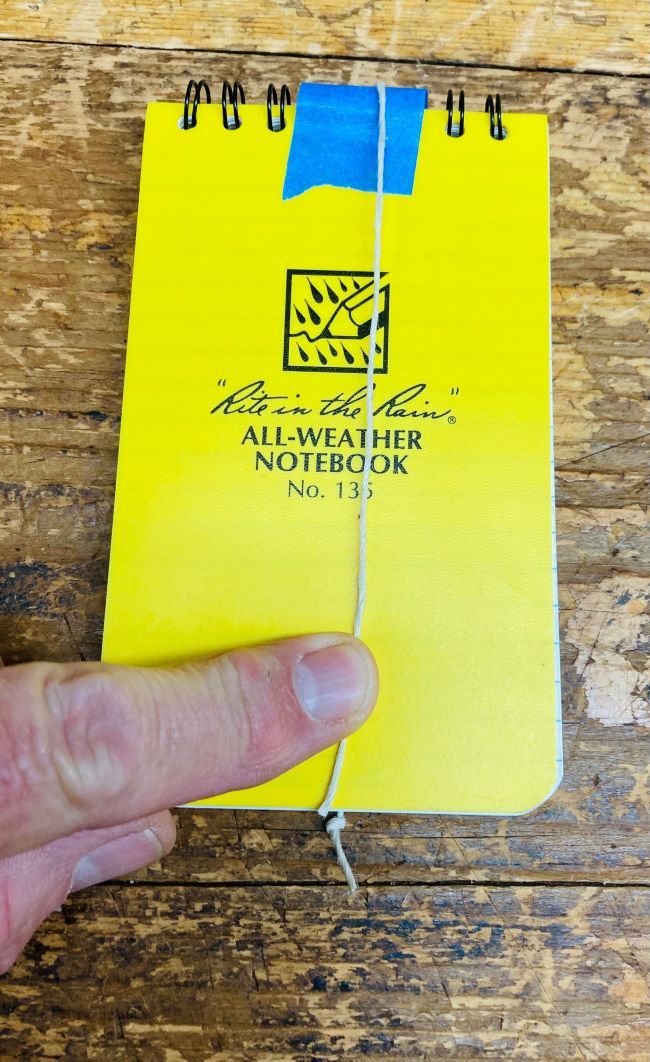 "Rite in the Rain"®
ALL-WEATHER
NOTEBOOK
No. 135